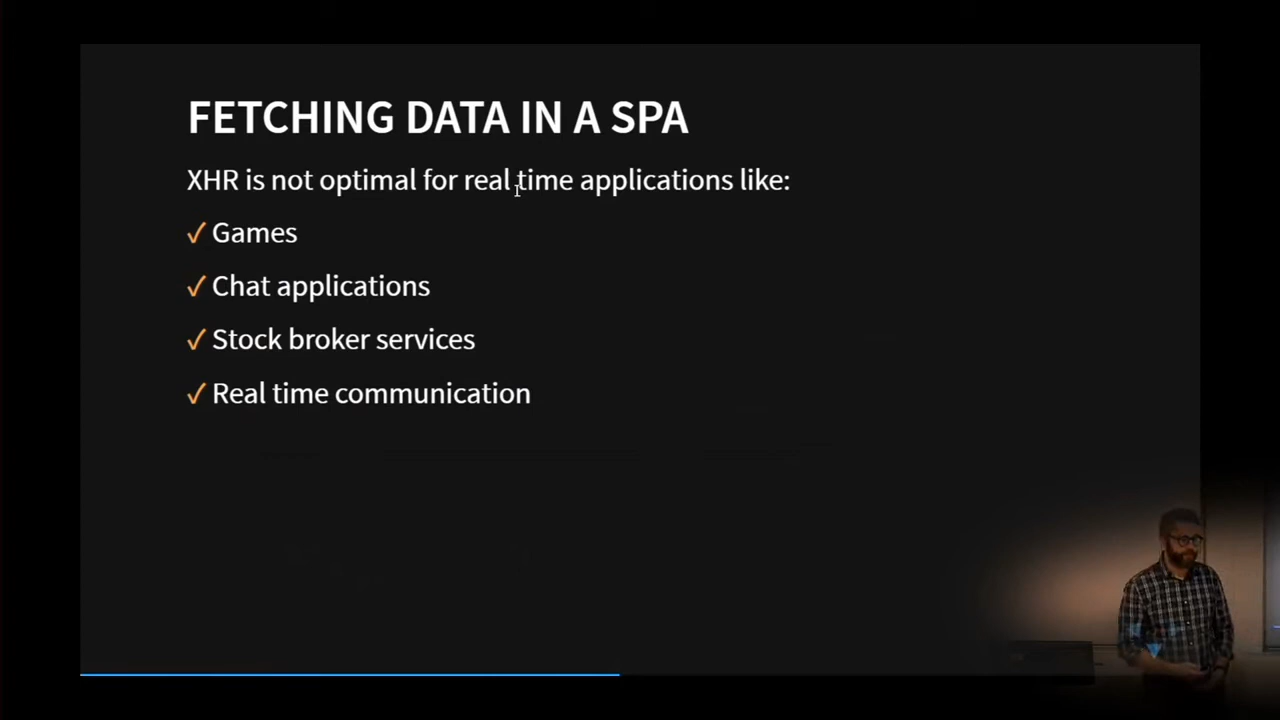 FETCHING DATA IN A SPA
XHR is not optimal for real time applications like:
✓ Games
✓ Chat applications
✓ Stock broker services
✓ Real time communication